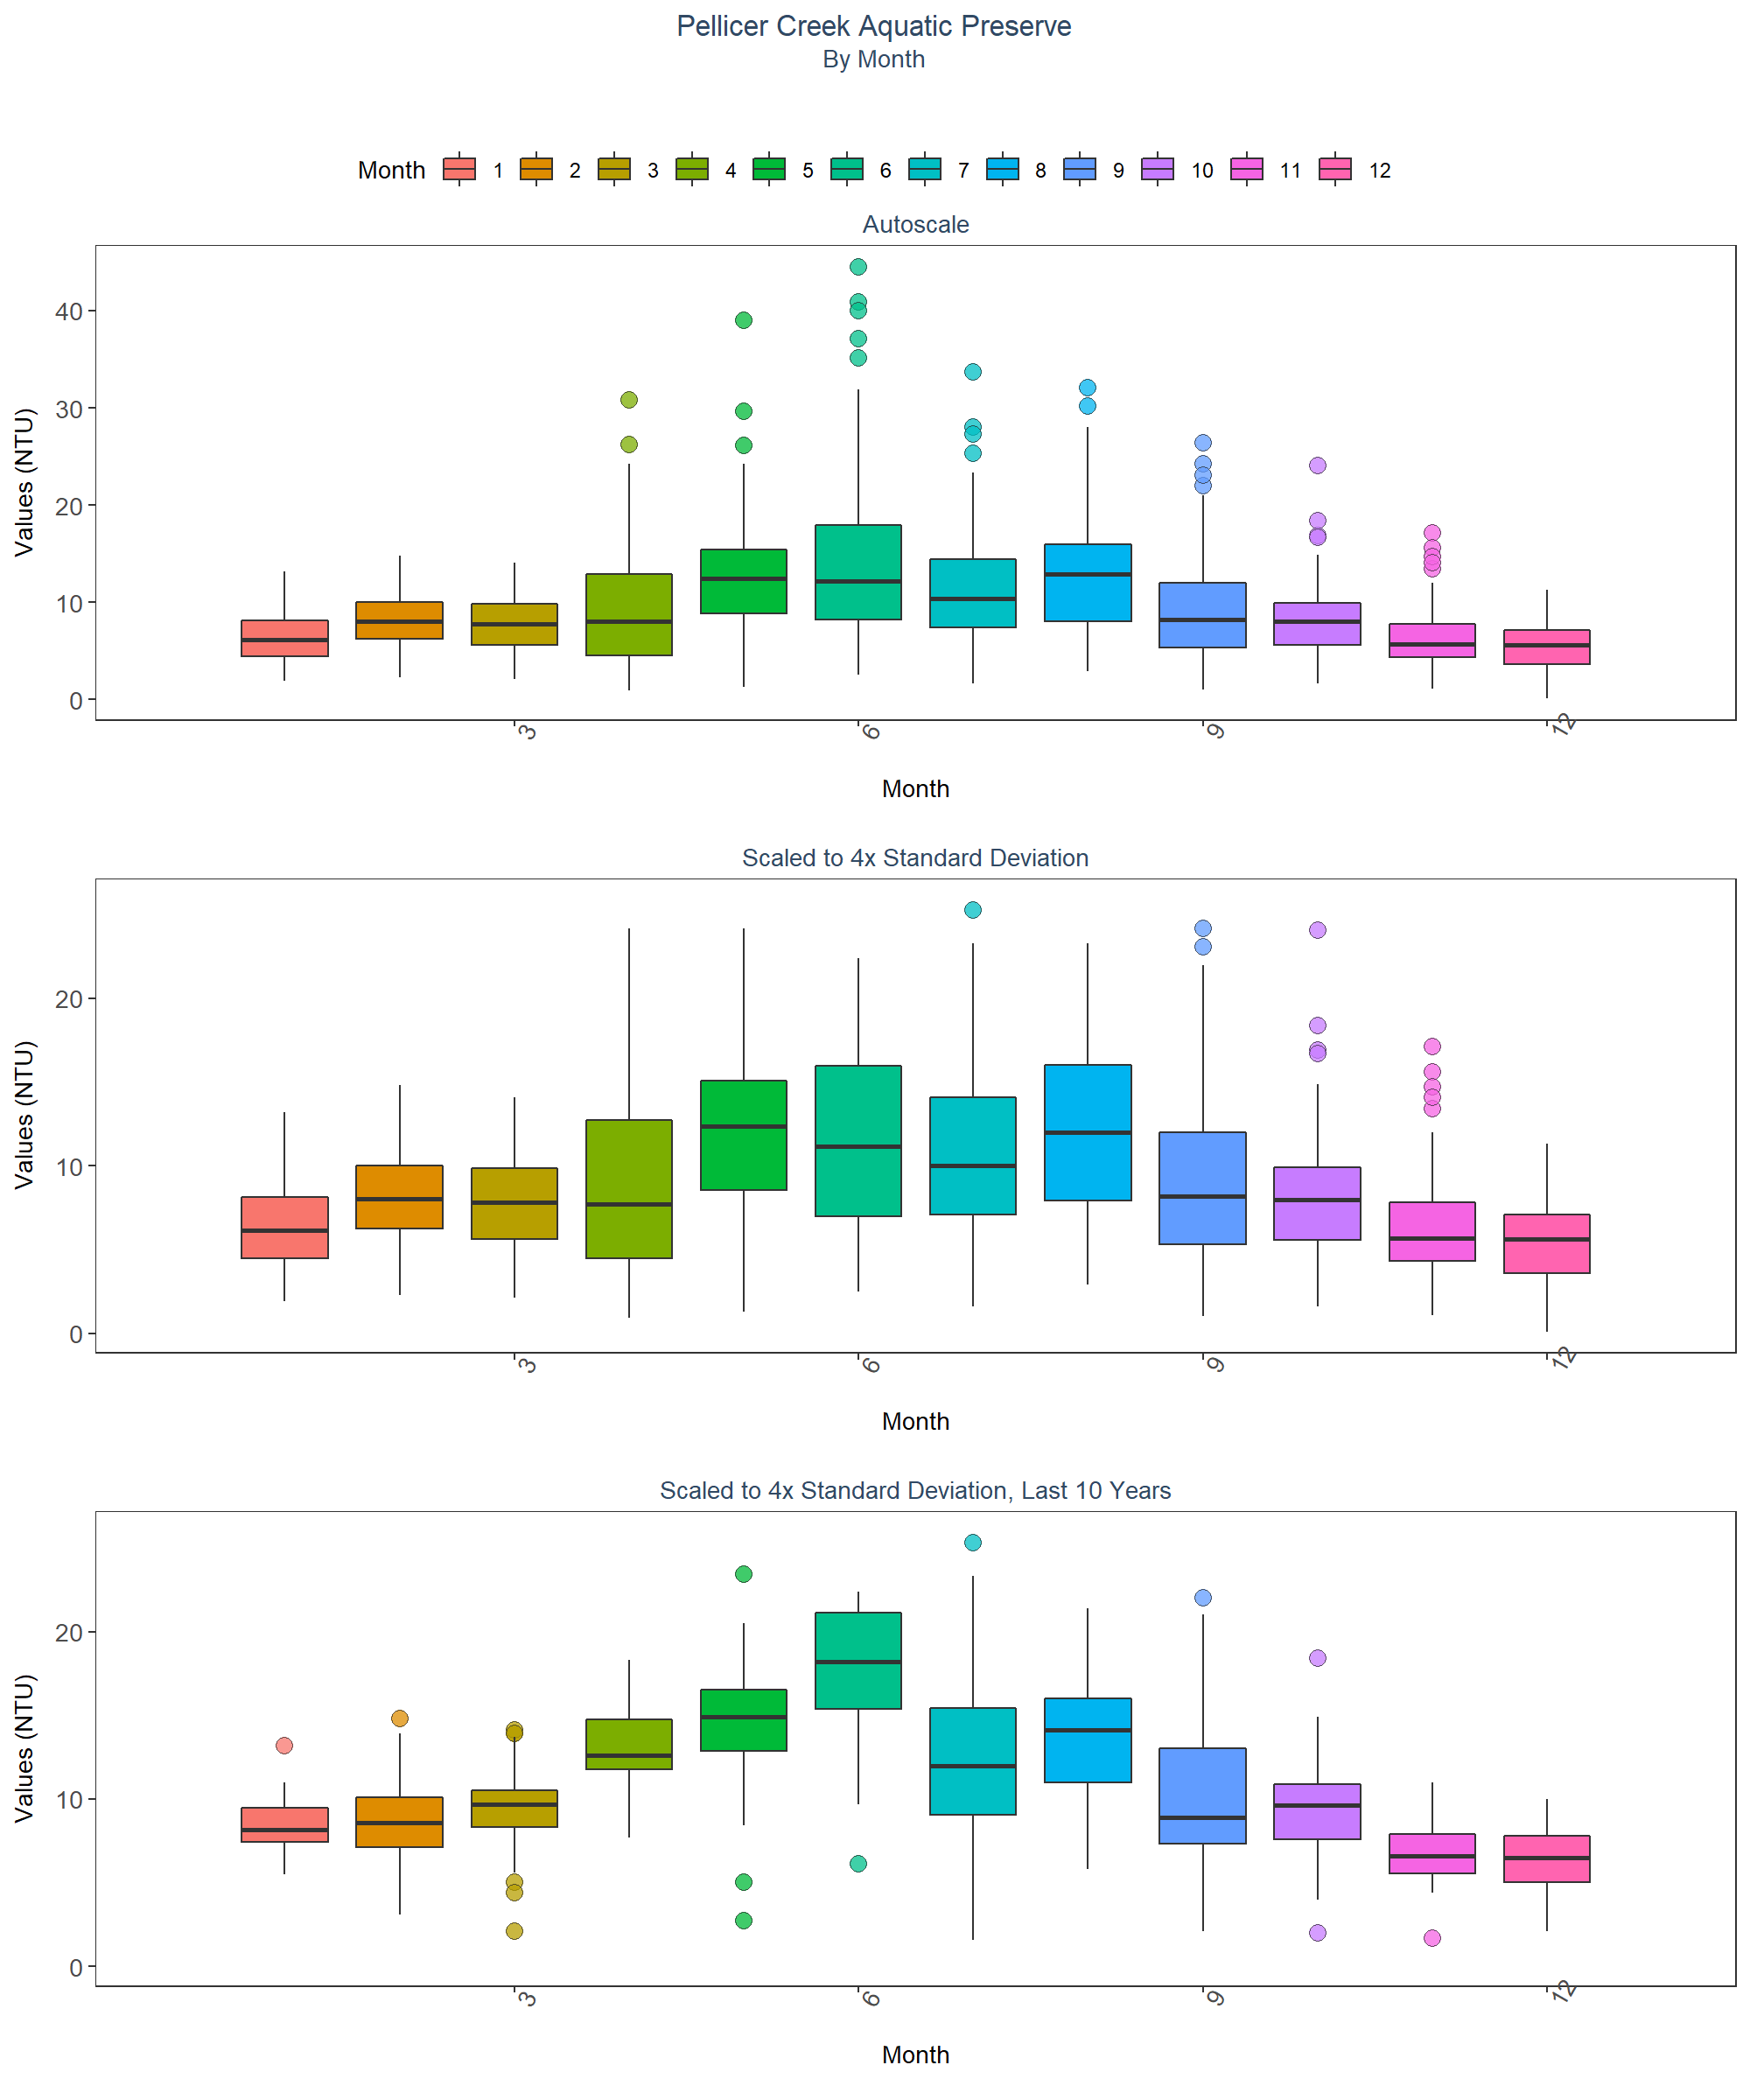 Pellicer Creek Aquatic Preserve
By Month
Month 1 2 3 4 5 6 7 8 9 10 11 12
Autoscale
Values (NTU)
40
30
20
10
0
3 6 9 12
Month
Scaled to 4x Standard Deviation
Values (NTU)
20
10
0
3 6 9 12
Month
Scaled to 4x Standard Deviation, Last 10 Years
Values (NTU)
20
10
0
3 6 9 12
Month